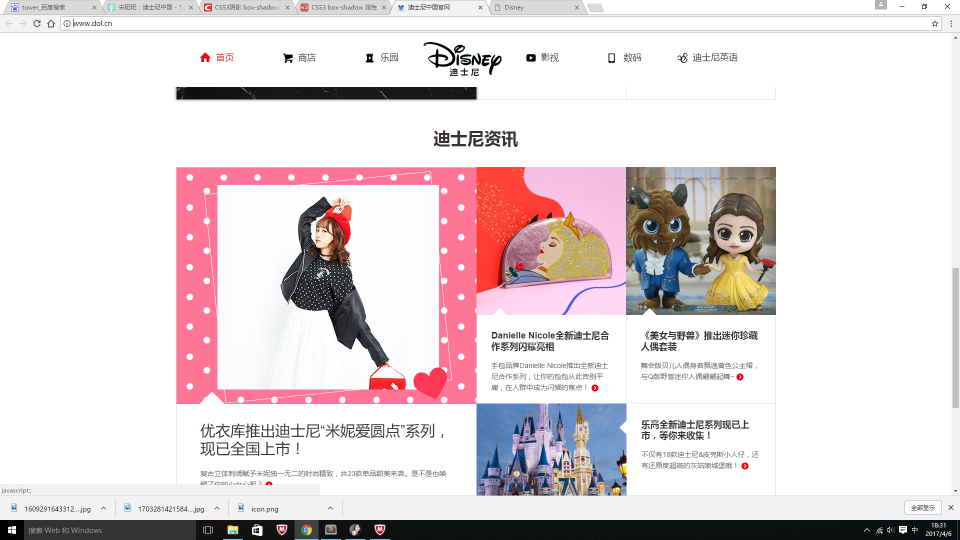 tower_百度搜索
宋阳阳：迪士尼中国 - To
CSS3阴影 box-shadow
CSS3 box-shadow 属性
迪士尼中国官网
Disney
www.dol.cn
首页
商店
乐园
Disney
迪士尼
影视
数码
迪士尼英语
迪士尼资讯
优衣库推出迪士尼“米妮爱圆点”系列，
现已全国上市！
复古立体刺绣赋予米妮独一无二的时尚精致，共23款单品甜美来袭。是不是也唤
醒了你的少女心呢？
Danielle Nicole全新迪士尼合
作系列闪耀亮相
手包品牌Danielle Nicole推出全新迪士
尼合作系列，让你的包包从此告别平
庸，在人群中成为闪耀的焦点！
《美女与野兽》推出迷你珍藏
人偶套装
舞会版贝儿人偶身着飘逸黄色公主裙，
与Q版野兽迷你人偶翩翩起舞~
乐高全新迪士尼系列现已上
市，等你来收集！
不仅有18款迪士尼&皮克斯小人仔，还
有还原度超高的灰姑娘城堡哦！
javascript:;
1609291643312....jpg
1703281421584....jpg
icon.png
全部显示
搜索 Web 和 Windows
中
18:31
2017/4/6